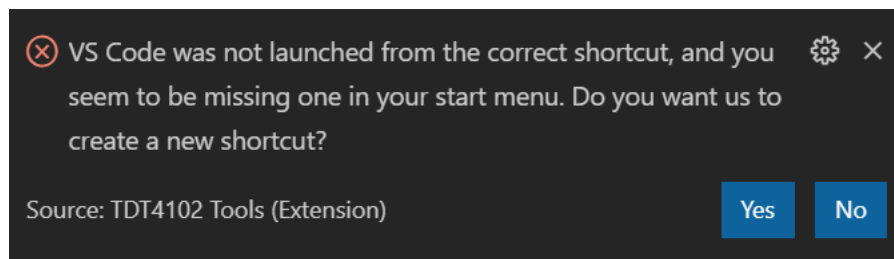 VS Code was not launched from the correct shortcut, and you
seem to be missing one in your start menu. Do you want us to
create a new shortcut?
Source: TDT4102 Tools (Extension)
Yes
No